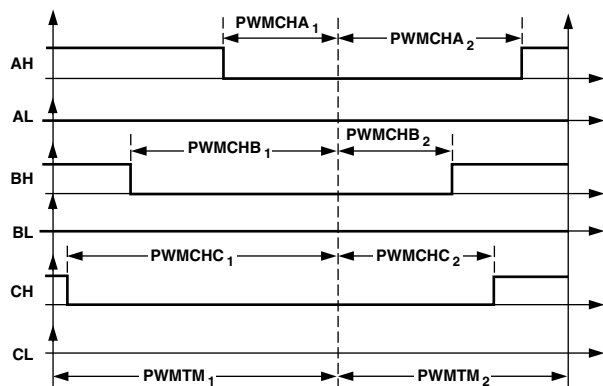 PWMCHA1
PWMCHA2
AH
AL
PWMCHB1
PWMCHB2
BH
BL
PWMCHC1
PWMCHC2
CH
CL
PWMTM1
PWMTM2